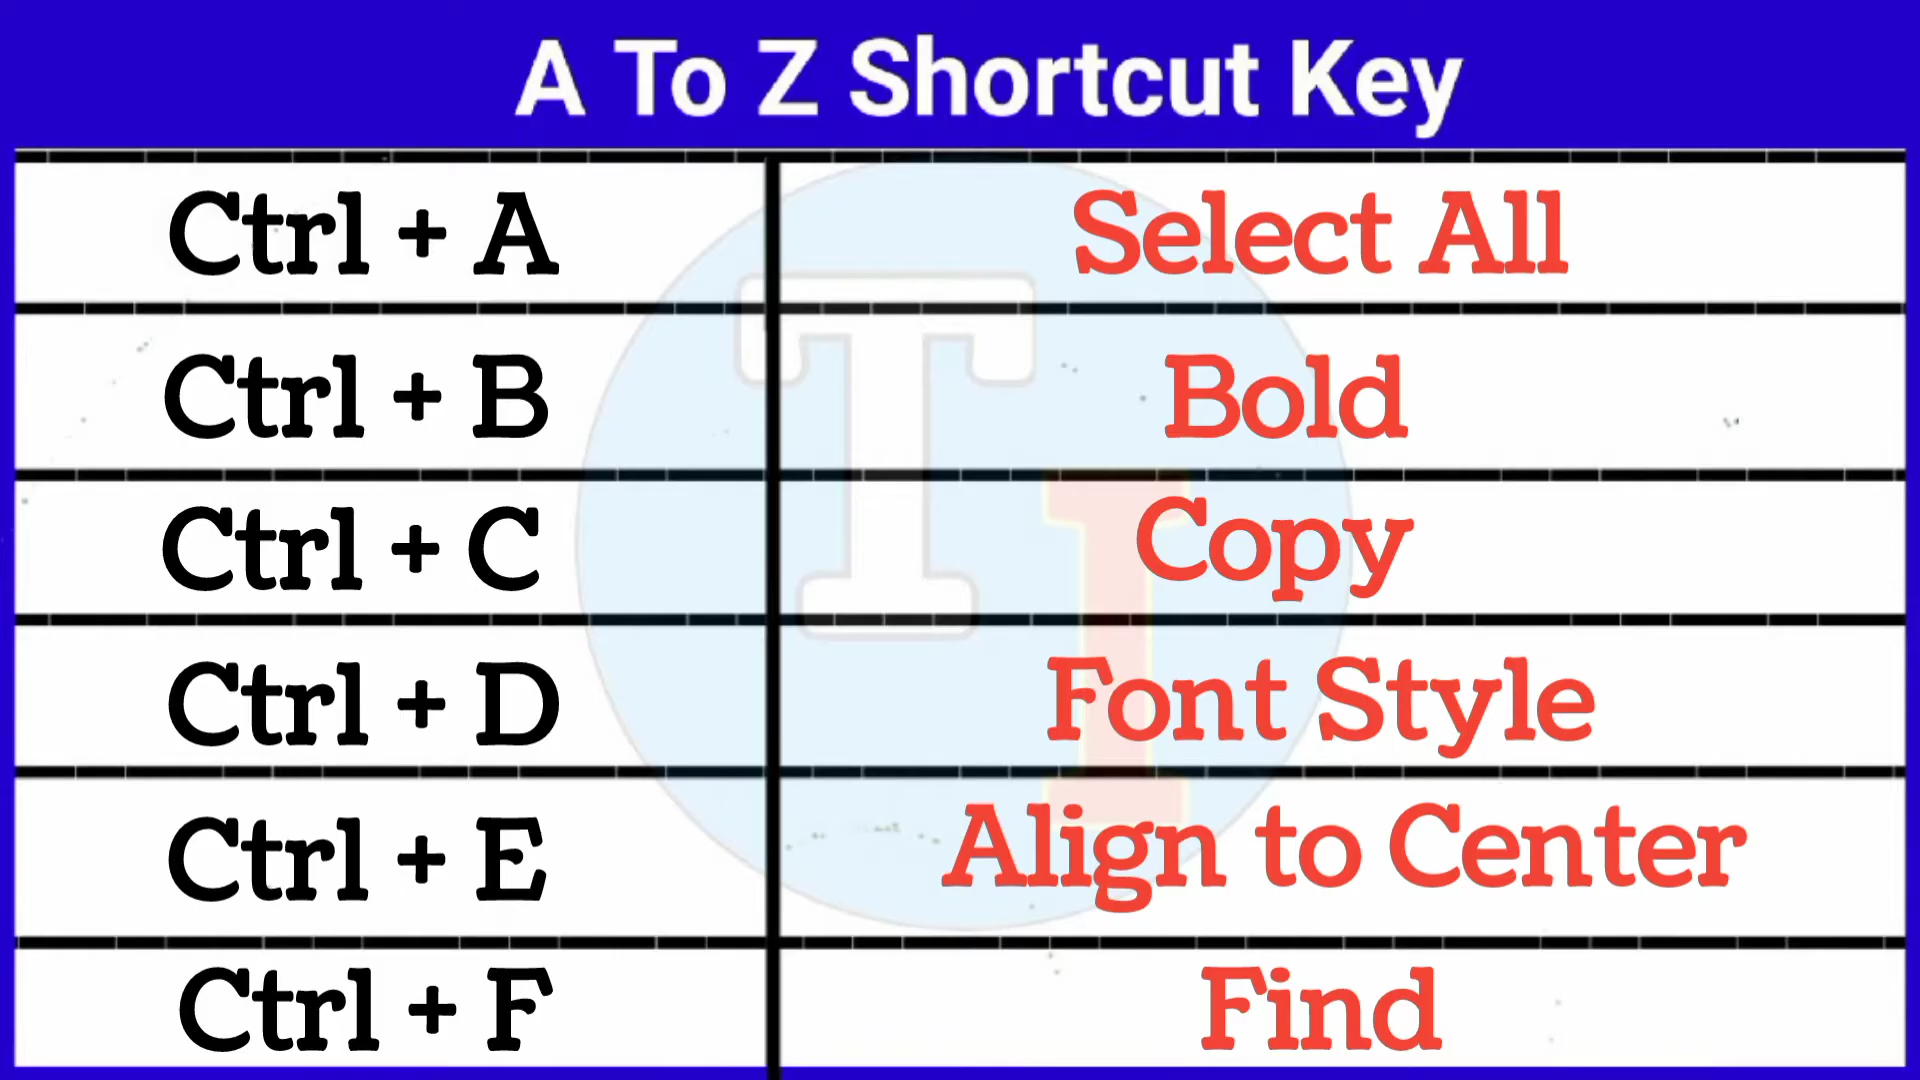 A To Z Shortcut Key
Ctrl + A Select All
Ctrl + B Bold
Ctrl + C Copy
Ctrl + D Font Style
Ctrl + E Align to Center
Ctrl + F Find
T
I